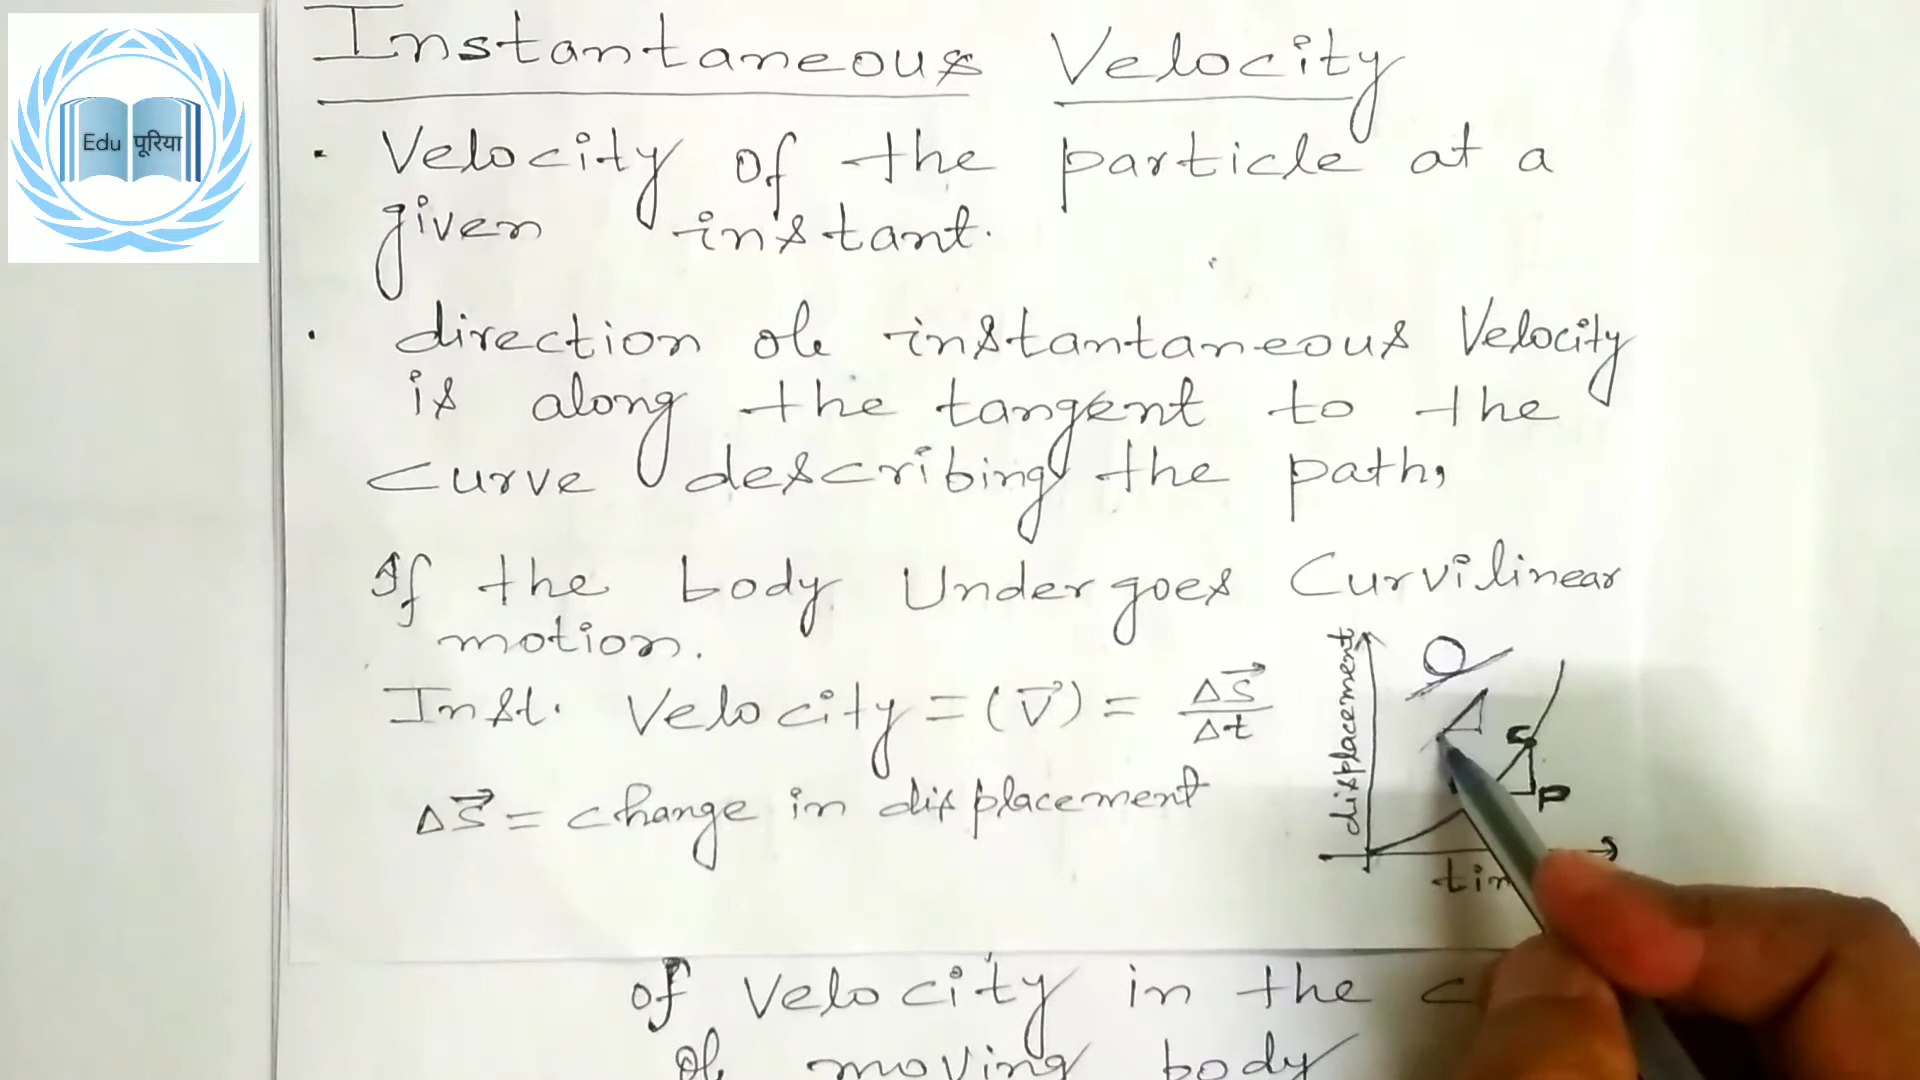 Edu पूरिया
Instantaneous Velocity
• Velocity of the particle at a
given instant.
• direction of instantaneous Velocity
is along the tangent to the
curve describing the path,
If the body Undergoes Curvilinear
motion.
Inst. Velocity = (V⃗) = ΔS⃗/Δt
ΔS⃗ = change in displacement
displacement
P
of velocity in the
of moving body